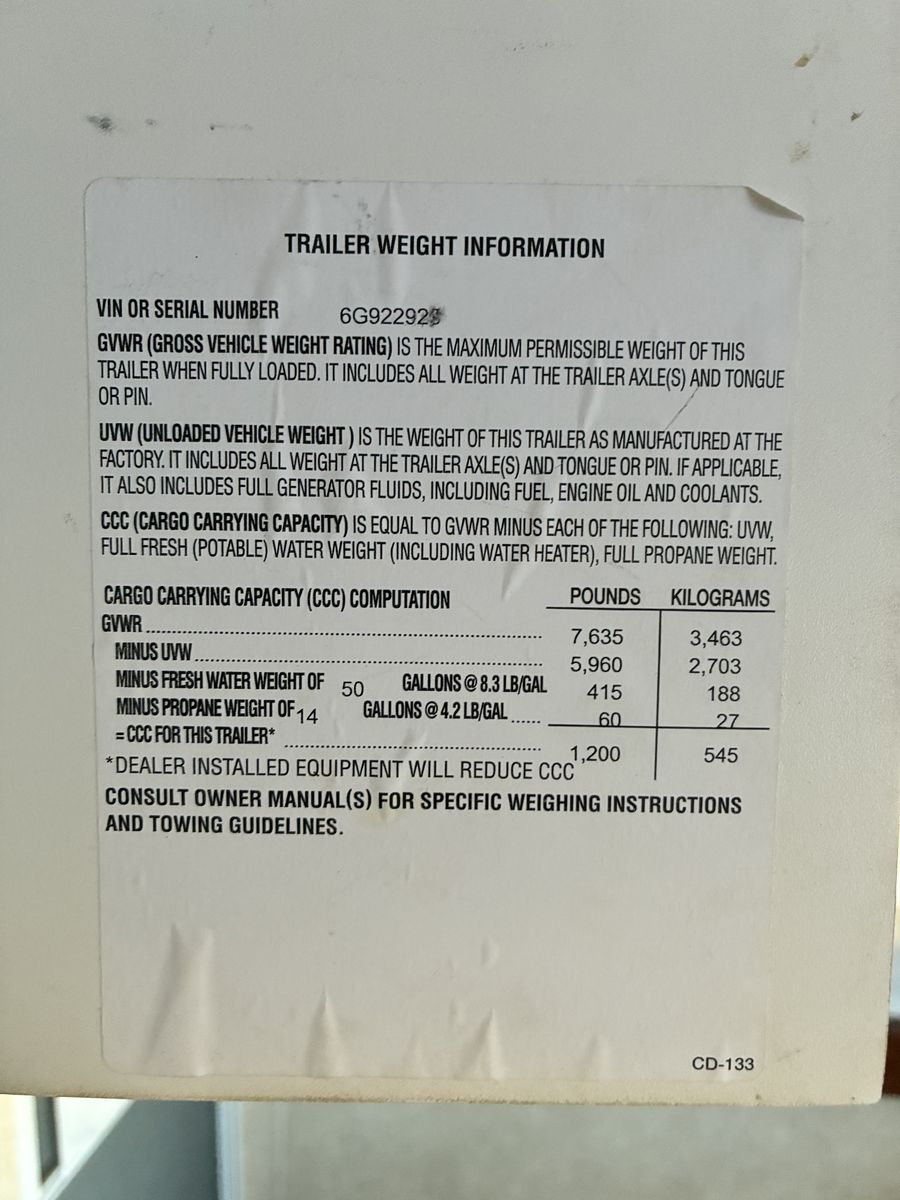 TRAILER WEIGHT INFORMATION
VIN OR SERIAL NUMBER
GVWR (GROSS VEHICLE WEIGHT RATING) IS THE MAXIMUM PERMISSIBLE WEIGHT OF THIS
TRAILER WHEN FULLY LOADED. IT INCLUDES ALL WEIGHT AT THE TRAILER AXLE(S) AND TONGUE
OR PIN.
UVW (UNLOADED VEHICLE WEIGHT ) IS THE WEIGHT OF THIS TRAILER AS MANUFACTURED AT THE
FACTORY. IT INCLUDES ALL WEIGHT AT THE TRAILER AXLE(S) AND TONGUE OR PIN. IF APPLICABLE,
IT ALSO INCLUDES FULL GENERATOR FLUIDS, INCLUDING FUEL, ENGINE OIL AND COOLANTS.
CCC (CARGO CARRYING CAPACITY) IS EQUAL TO GVWR MINUS EACH OF THE FOLLOWING: UVW,
FULL FRESH (POTABLE) WATER WEIGHT (INCLUDING WATER HEATER), FULL PROPANE WEIGHT.
CARGO CARRYING CAPACITY (CCC) COMPUTATION POUNDS KILOGRAMS
GVWR 7,635 3,463
MINUS UVW 5,960 2,703
MINUS FRESH WATER WEIGHT OF 50 GALLONS @ 8.3 LB/GAL 415 188
MINUS PROPANE WEIGHT OF 14 GALLONS @ 4.2 LB/GAL 60 27
= CCC FOR THIS TRAILER* 1,200 545
*DEALER INSTALLED EQUIPMENT WILL REDUCE CCC
CONSULT OWNER MANUAL(S) FOR SPECIFIC WEIGHING INSTRUCTIONS
AND TOWING GUIDELINES.
CD-133